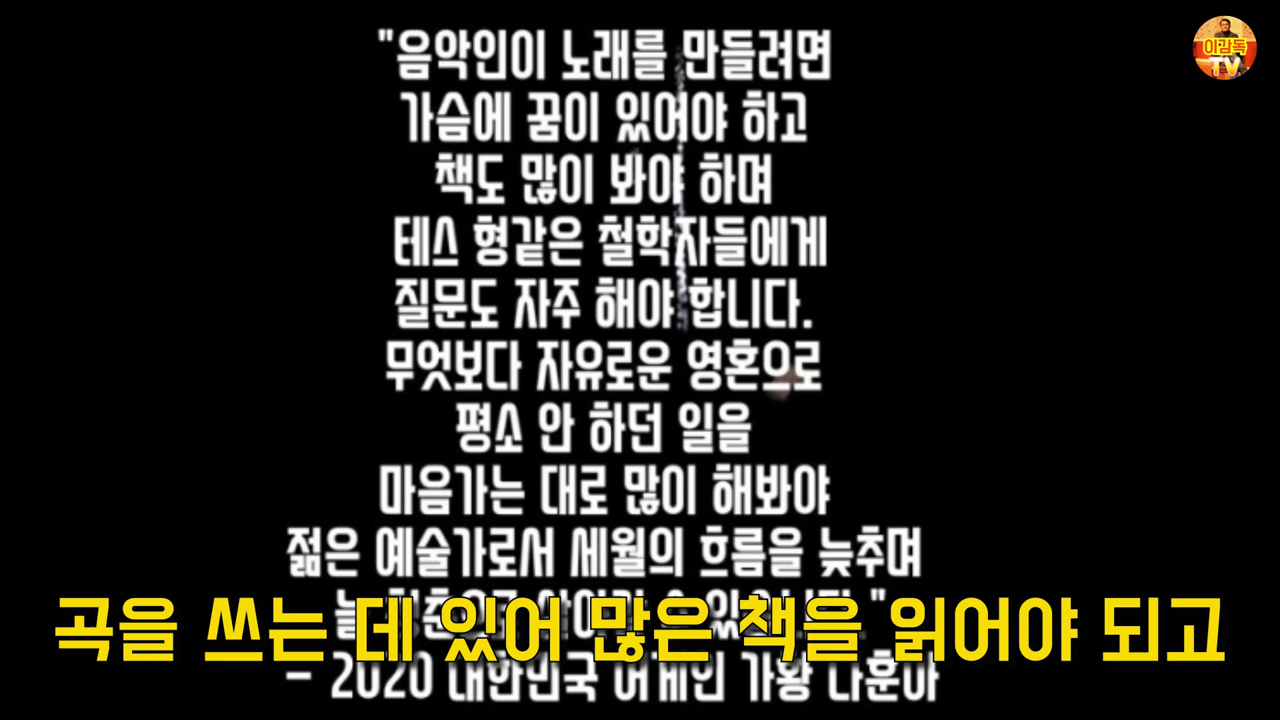 이감독
TV
"음악인이 노래를 만들려면
가슴에 꿈이 있어야 하고
책도 많이 봐야 하며
테스 형같은 철학자들에게
질문도 자주 해야 합니다.
무엇보다 자유로운 영혼으로
평소 안 하던 일을
마음가는 대로 많이 해봐야
젊은 예술가로서 세월의 흐름을 늦추며
곡을 쓰는 데 있어 많은 책을 읽어야 되고
- 2020 대한민국 어게인 가황 나훈아